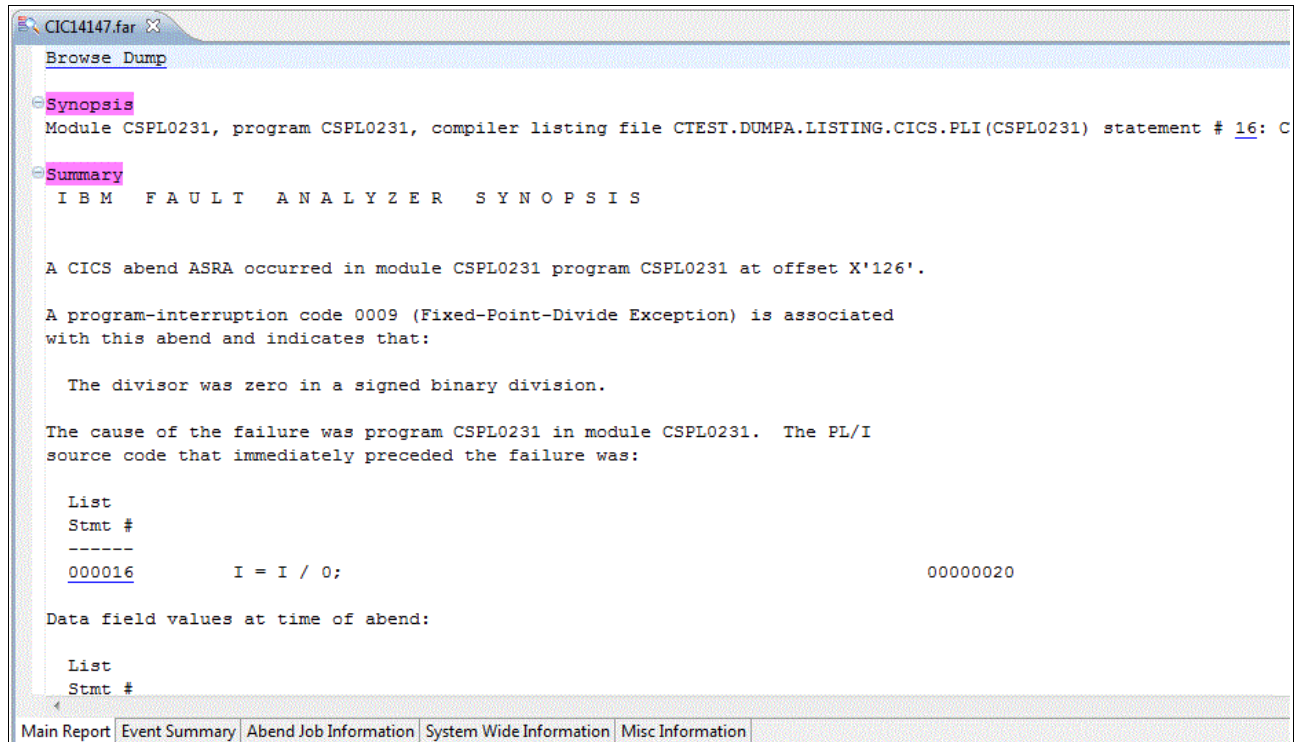 CIC14147.far
Browse Dump
Synopsis
Module CSPL0231, program CSPL0231, compiler listing file CTEST.DUMPA.LISTING.CICS.PLI(CSPL0231) statement # 16: C
Summary
I B M   F A U L T   A N A L Y Z E R   S Y N O P S I S
A CICS abend ASRA occurred in module CSPL0231 program CSPL0231 at offset X'126'.
A program-interruption code 0009 (Fixed-Point-Divide Exception) is associated
with this abend and indicates that:
The divisor was zero in a signed binary division.
The cause of the failure was program CSPL0231 in module CSPL0231.  The PL/I
source code that immediately preceded the failure was:
List
Stmt #
------
000016 I = I / 0; 00000020
Data field values at time of abend:
List
Stmt #
Main Report Event Summary Abend Job Information System Wide Information Misc Information